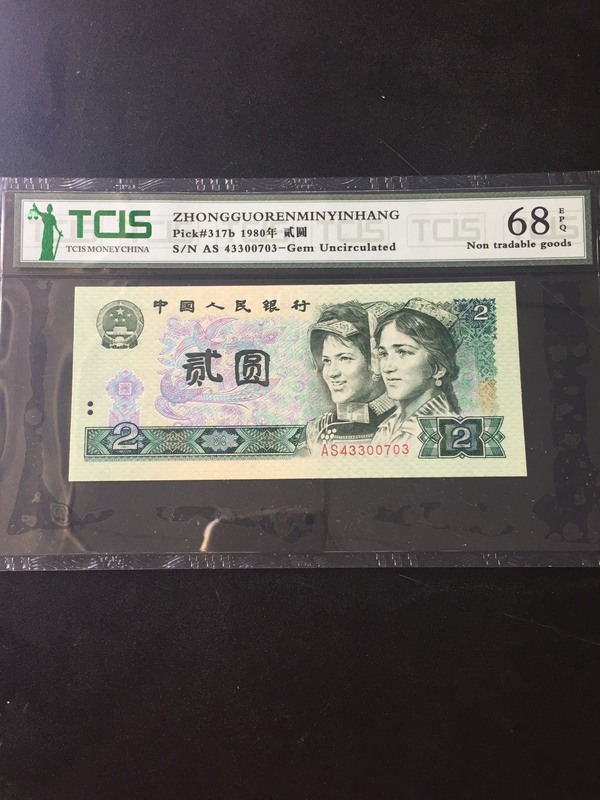 TCIS
TCIS MONEY CHINA
ZHONGGUORENMINYINHANG
Pick#317b 1980年 贰圆
S/N AS 43300703-Gem Uncirculated
68 EPQ
Non tradable goods
TCIS
中国人民银行
2
贰圆
2
AS43300703
2